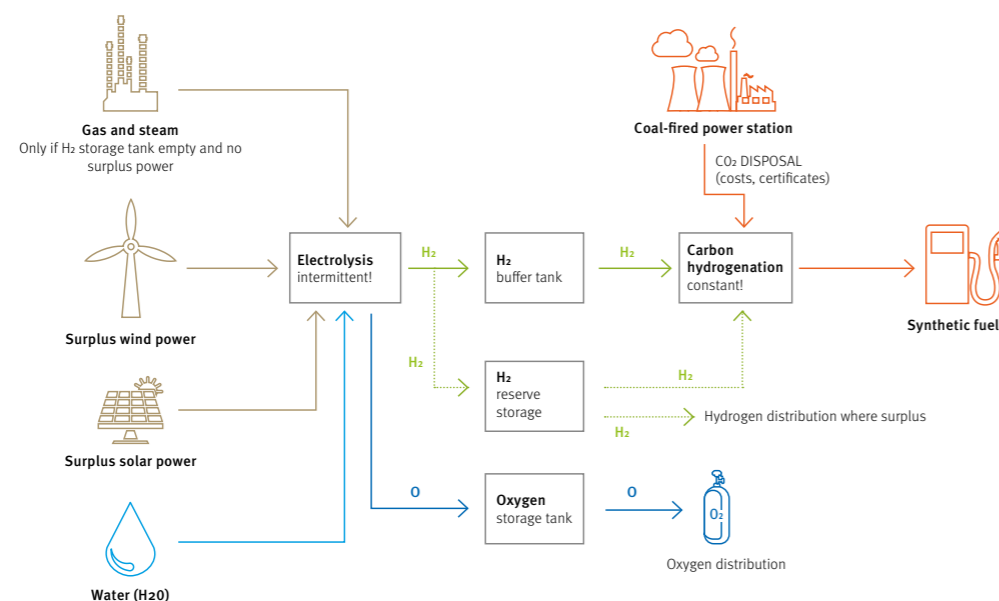 Gas and steam
Only if H₂ storage tank empty and no
surplus power
Surplus wind power
Surplus solar power
Water (H20)
Electrolysis
intermittent!
H₂
H₂
H₂
buffer tank
H₂
H₂
reserve
storage
H₂
H₂
Hydrogen distribution where surplus
O
Oxygen
storage tank
O
O₂
Oxygen distribution
Coal-fired power station
CO₂ DISPOSAL
(costs, certificates)
Carbon
hydrogenation
constant!
Synthetic fuel